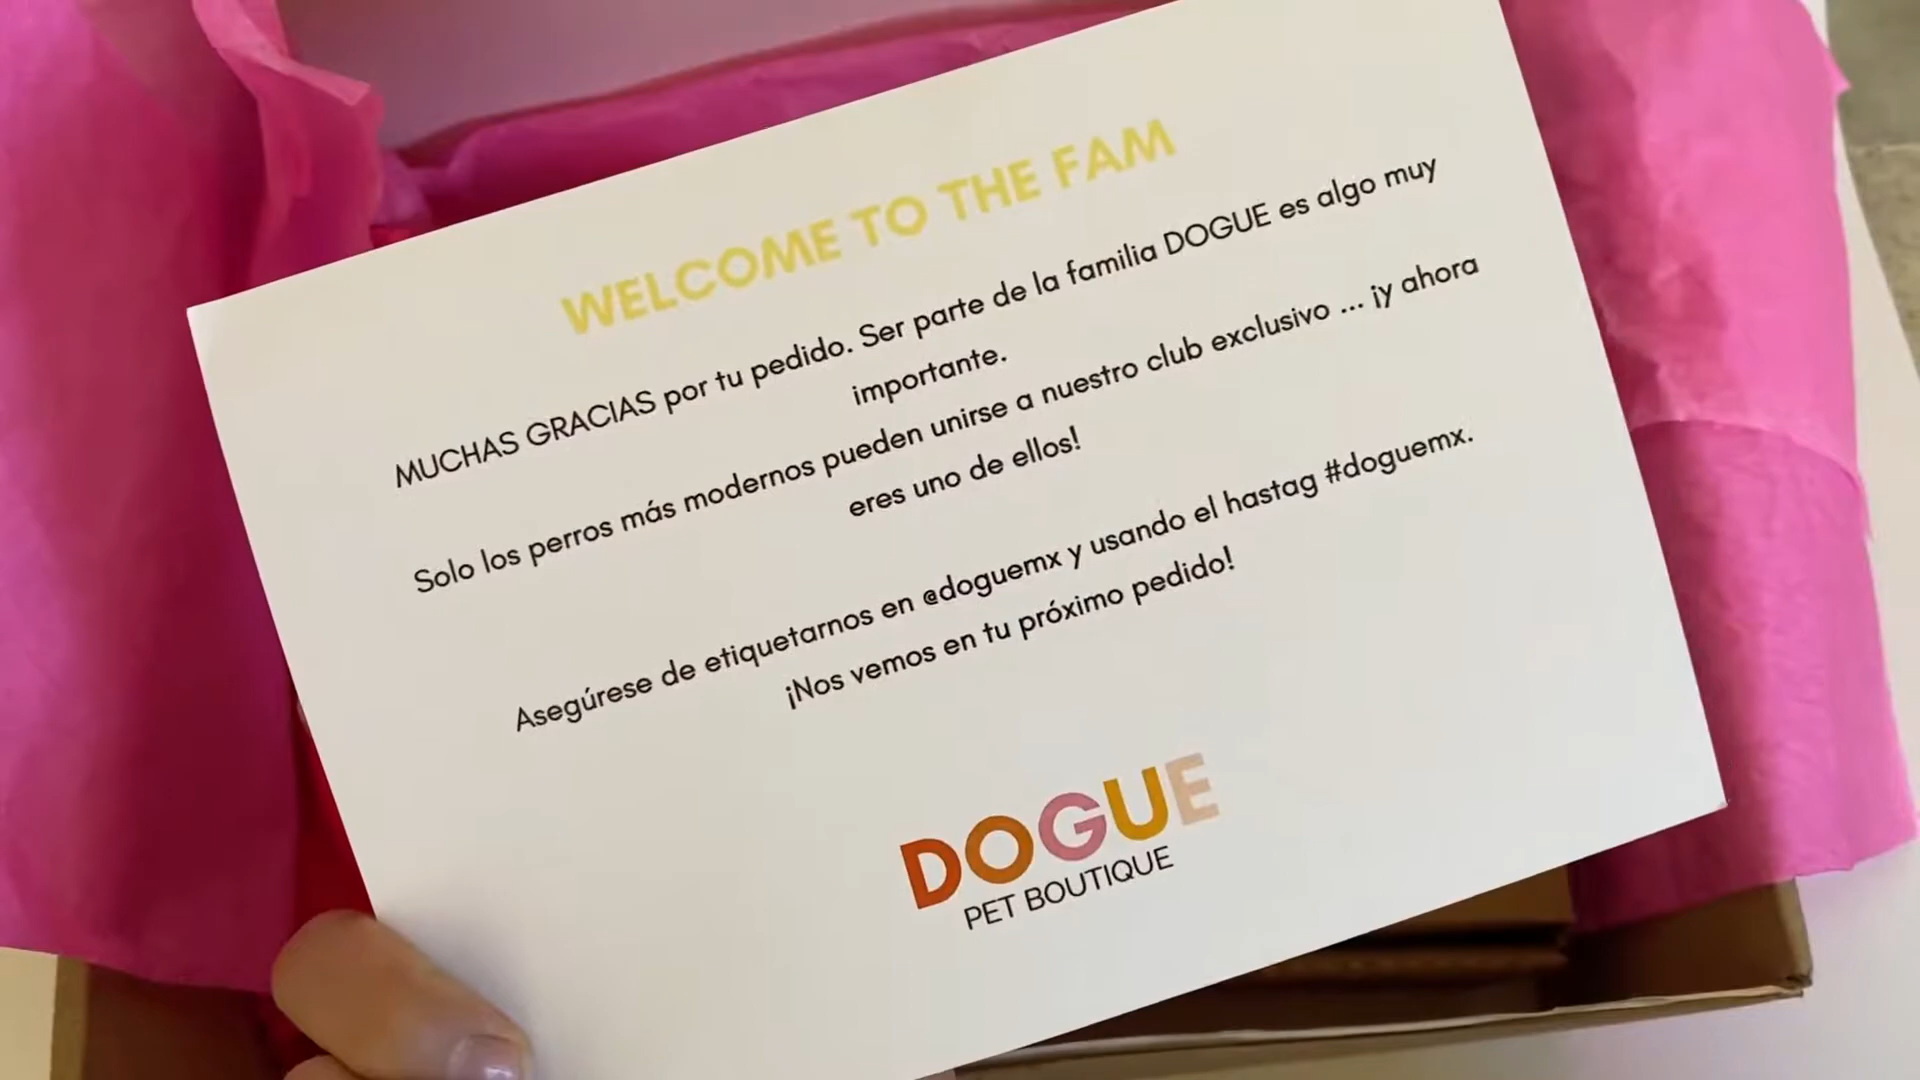 WELCOME TO THE FAM
MUCHAS GRACIAS por tu pedido. Ser parte de la familia DOGUE es algo muy
importante.
Solo los perros más modernos pueden unirse a nuestro club exclusivo ... ¡y ahora
eres uno de ellos!
Asegúrese de etiquetarnos en @doguemx y usando el hastag #doguemx.
¡Nos vemos en tu próximo pedido!
DOGUE
PET BOUTIQUE